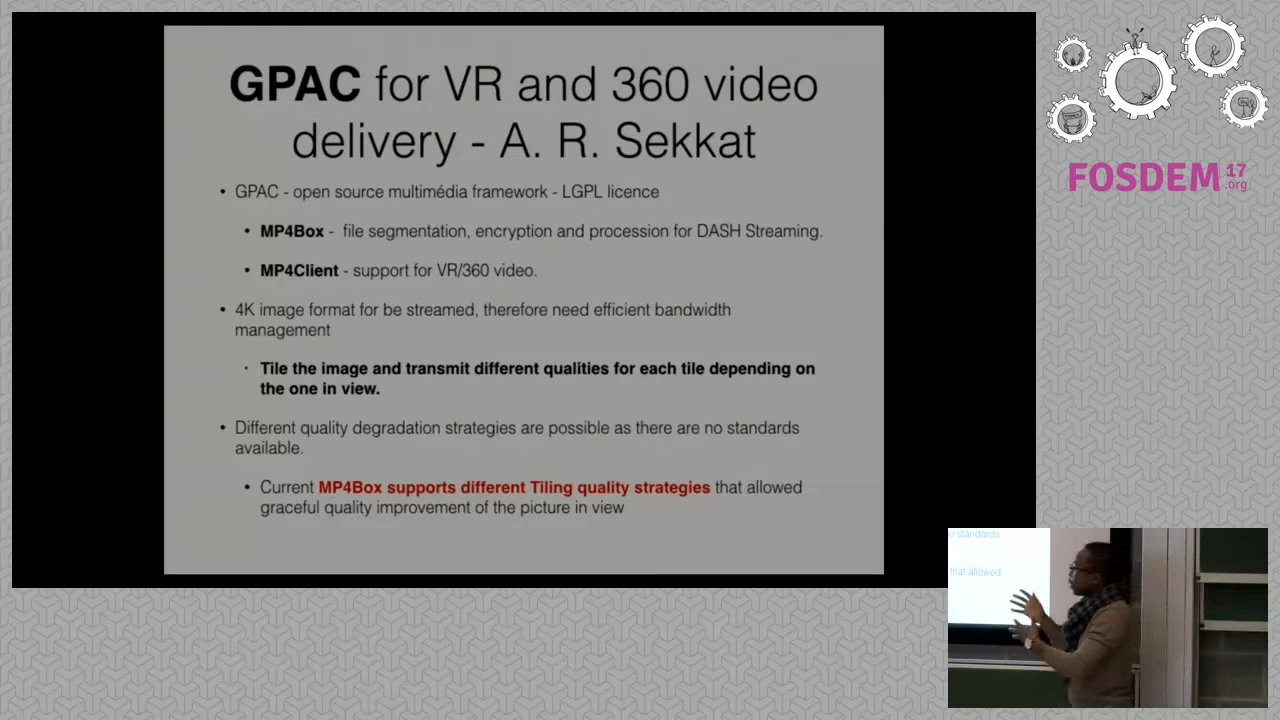 GPAC for VR and 360 video
delivery - A. R. Sekkat
• GPAC - open source multimédia framework - LGPL licence
• MP4Box - file segmentation, encryption and procession for DASH Streaming.
• MP4Client - support for VR/360 video.
• 4K image format for be streamed, therefore need efficient bandwidth
management
• Tile the image and transmit different qualities for each tile depending on
the one in view.
• Different quality degradation strategies are possible as there are no standards
available.
• Current MP4Box supports different Tiling quality strategies that allowed
graceful quality improvement of the picture in view
FOSDEM 17
.org
standards
that allowed